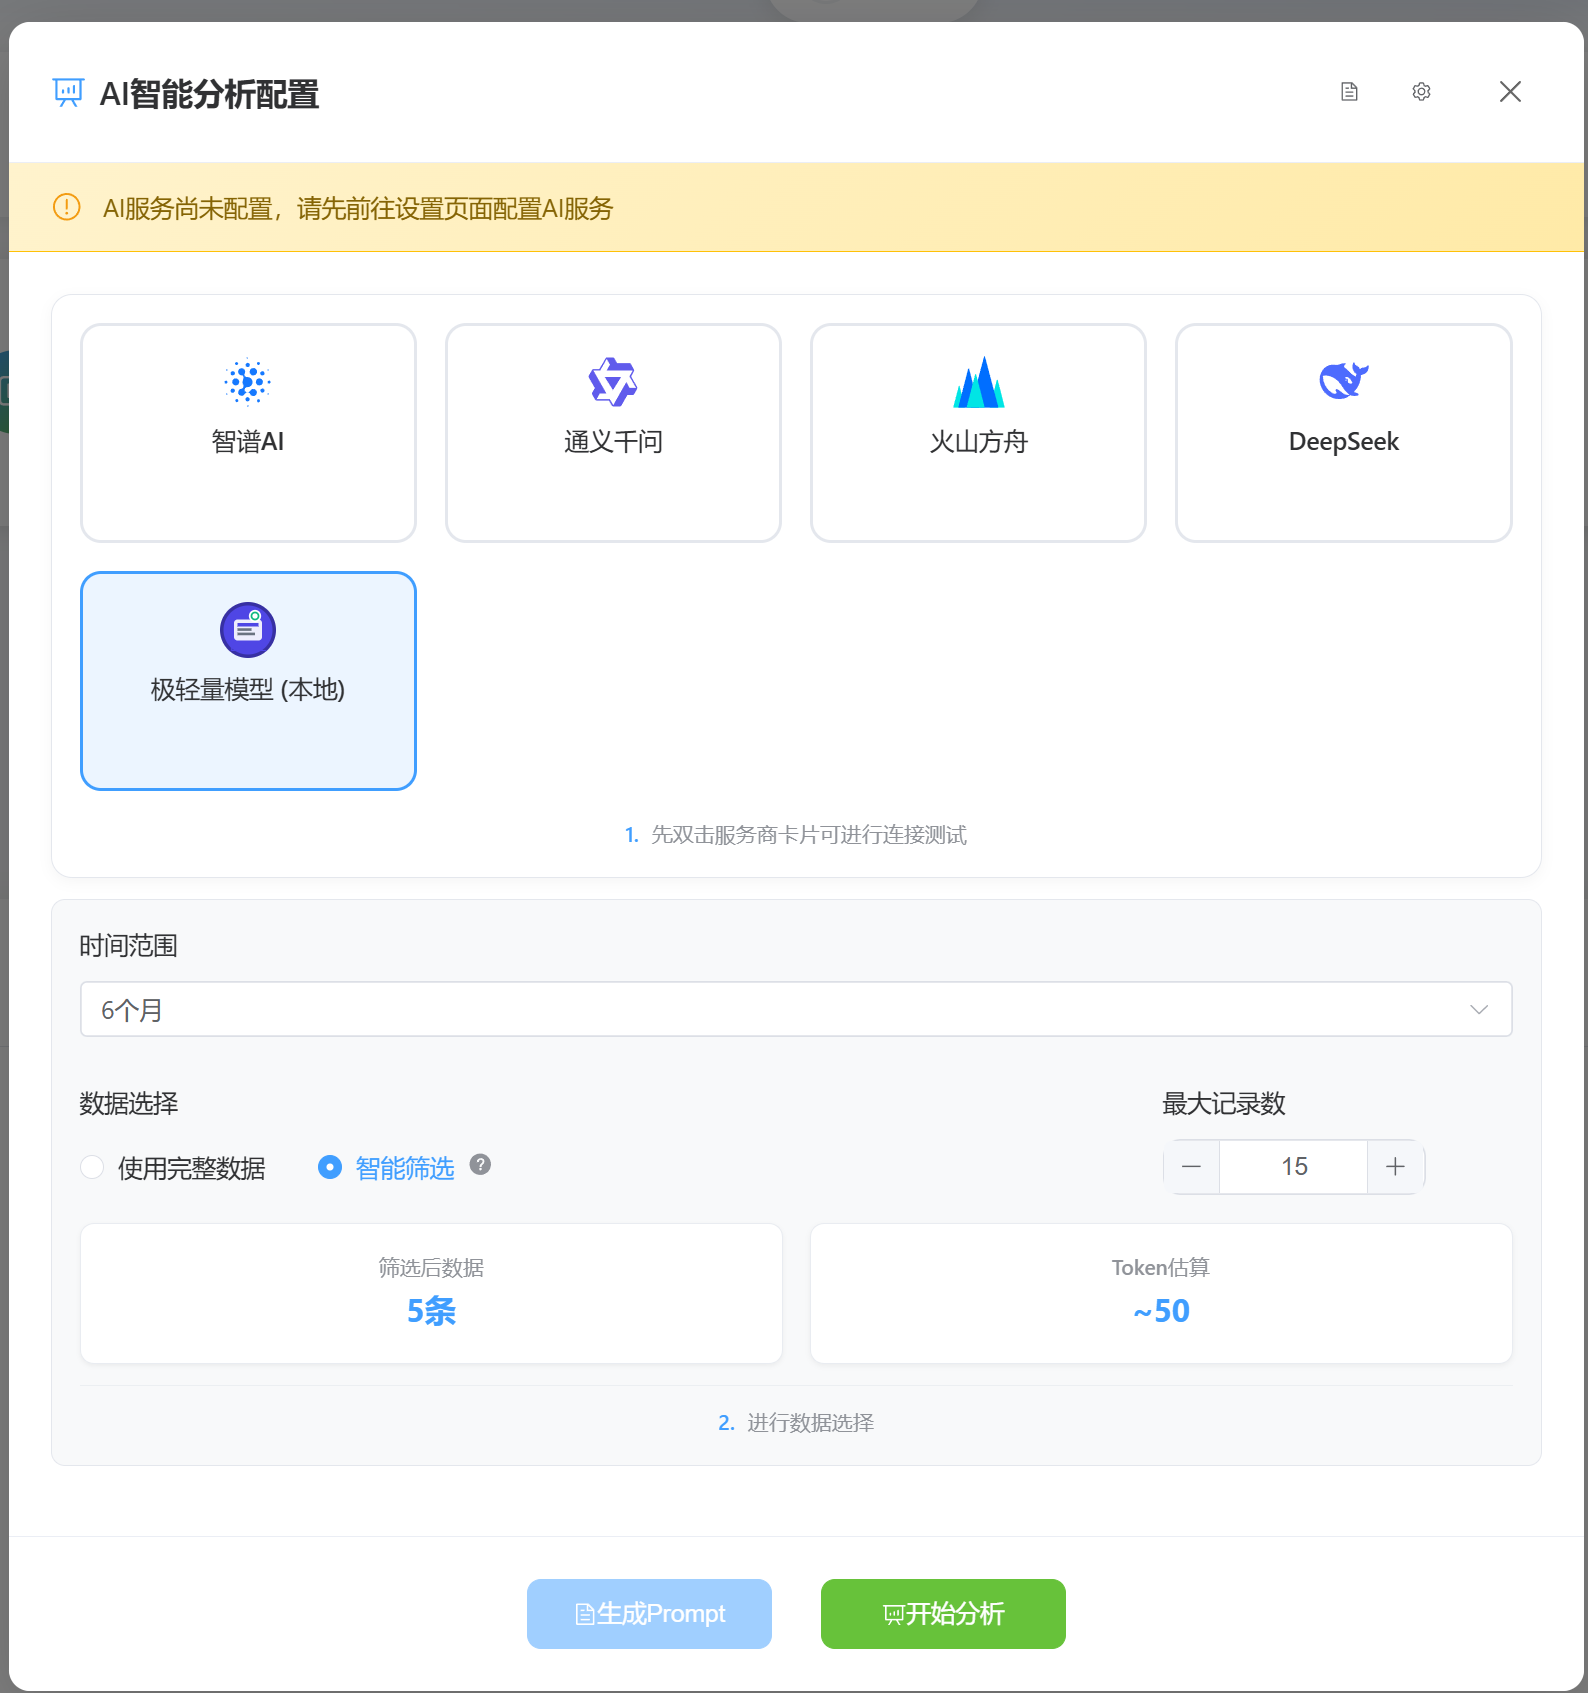 AI智能分析配置
AI服务尚未配置，请先前往设置页面配置AI服务
智谱AI
通义千问
火山方舟
DeepSeek
极轻量模型 (本地)
1. 先双击服务商卡片可进行连接测试
时间范围
6个月
数据选择
最大记录数
使用完整数据
智能筛选
?
15
筛选后数据
5条
Token估算
~50
2. 进行数据选择
生成Prompt
开始分析